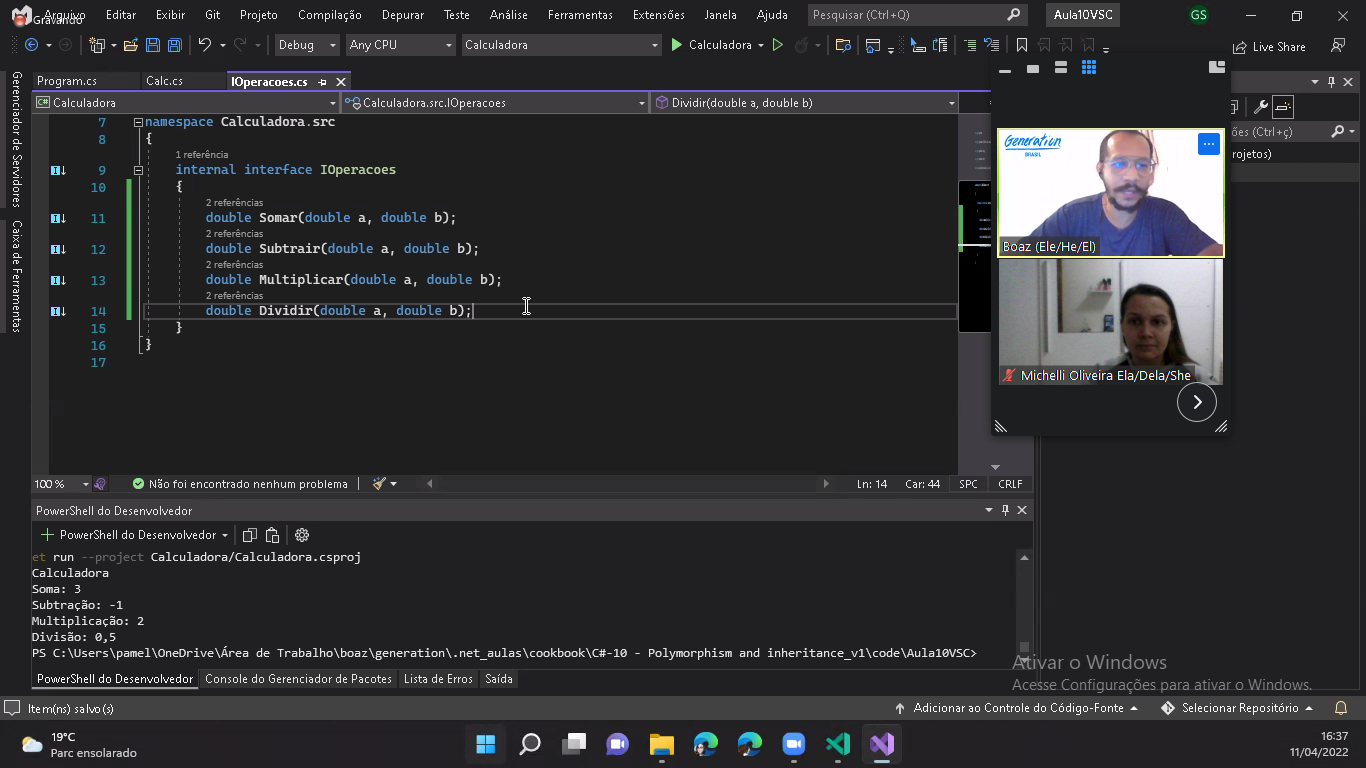 Arquivo Editar Exibir Git Projeto Compilação Depurar Teste Análise Ferramentas Extensões Janela Ajuda Pesquisar (Ctrl+Q) Aula10VSC GS
Gravando
Debug Any CPU Calculadora Calculadora Live Share
Program.cs Calc.cs IOperacoes.cs
Calculadora Calculadora.src.IOperacoes Dividir(double a, double b)
Gerenciador de Servidores
Caixa de Ferramentas
7 namespace Calculadora.src
8 {
1 referência
9 internal interface IOperacoes
10 {
2 referências
11 double Somar(double a, double b);
2 referências
12 double Subtrair(double a, double b);
2 referências
13 double Multiplicar(double a, double b);
2 referências
14 double Dividir(double a, double b);
15 }
16 }
17
100 % Não foi encontrado nenhum problema Ln: 14 Car: 44 SPC CRLF
ões (Ctrl+ç)
rojetos)
Generation
BRASIL
Boaz (Ele/He/El)
Michelli Oliveira Ela/Dela/She
PowerShell do Desenvolvedor
PowerShell do Desenvolvedor
et run --project Calculadora/Calculadora.csproj
Calculadora
Soma: 3
Subtração: -1
Multiplicação: 2
Divisão: 0,5
PS C:\Users\pamel\OneDrive\Área de Trabalho\boaz\generation\.net_aulas\cookbook\C#-10 - Polymorphism and inheritance_v1\code\Aula10VSC>
PowerShell do Desenvolvedor Console do Gerenciador de Pacotes Lista de Erros Saída
Ativar o Windows
Acesse Configurações para ativar o Windows.
Item(ns) salvo(s) Adicionar ao Controle do Código-Fonte Selecionar Repositório
19°C
Parc ensolarado
16:37
11/04/2022